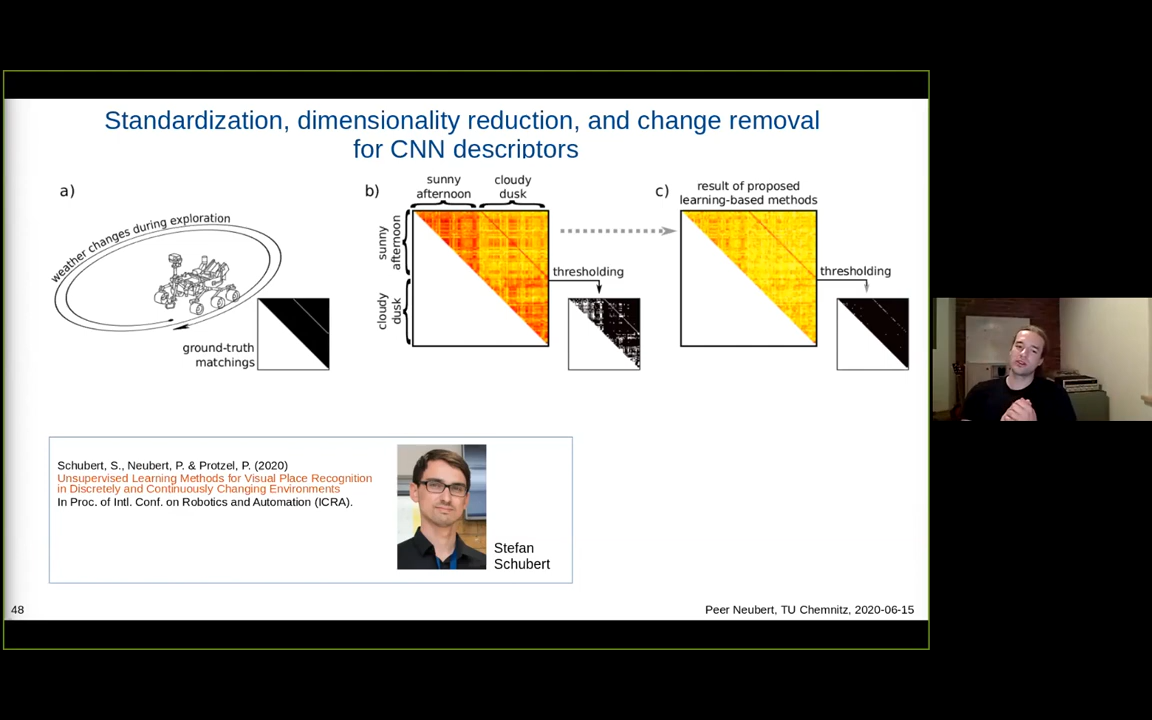 Standardization, dimensionality reduction, and change removal
for CNN descriptors
a)
weather changes during exploration
ground-truth
matchings
b)
sunny
afternoon
cloudy
dusk
sunny
afternoon
cloudy
dusk
thresholding
c)
result of proposed
learning-based methods
thresholding
Schubert, S., Neubert, P. & Protzel, P. (2020)
Unsupervised Learning Methods for Visual Place Recognition
in Discretely and Continuously Changing Environments
In Proc. of Intl. Conf. on Robotics and Automation (ICRA).
Stefan
Schubert
48
Peer Neubert, TU Chemnitz, 2020-06-15